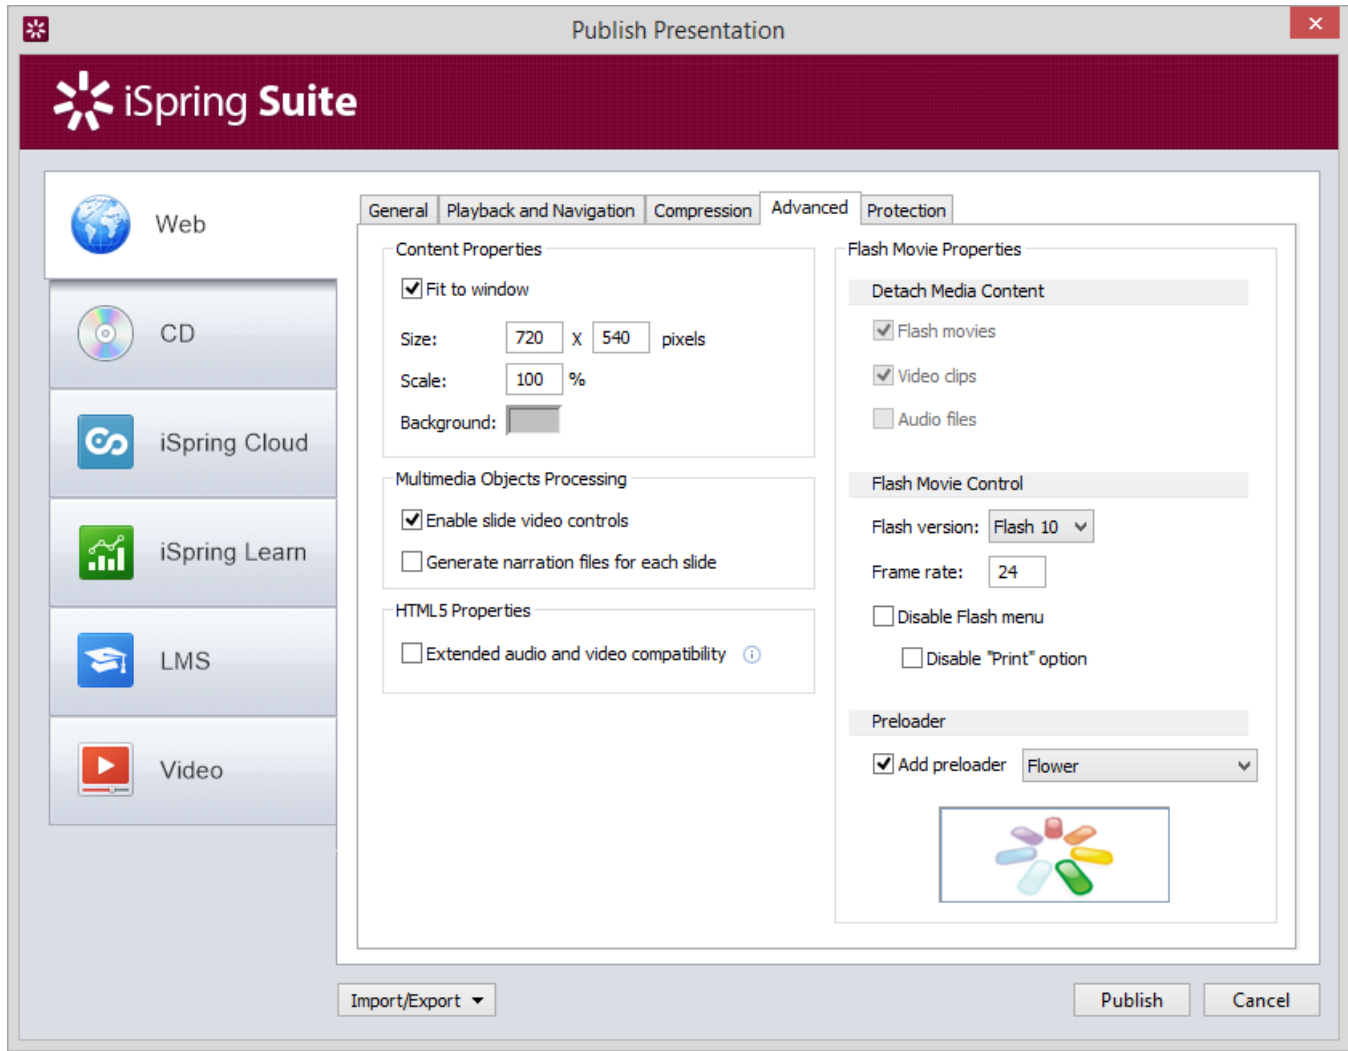 Publish Presentation
iSpring Suite
Web
CD
iSpring Cloud
iSpring Learn
LMS
Video
General Playback and Navigation Compression Advanced Protection
Content Properties
Fit to window
Size: 720 X 540 pixels
Scale: 100 %
Background:
Multimedia Objects Processing
Enable slide video controls
Generate narration files for each slide
HTML5 Properties
Extended audio and video compatibility
Flash Movie Properties
Detach Media Content
Flash movies
Video clips
Audio files
Flash Movie Control
Flash version: Flash 10
Frame rate: 24
Disable Flash menu
Disable "Print" option
Preloader
Add preloader Flower
Import/Export
Publish Cancel